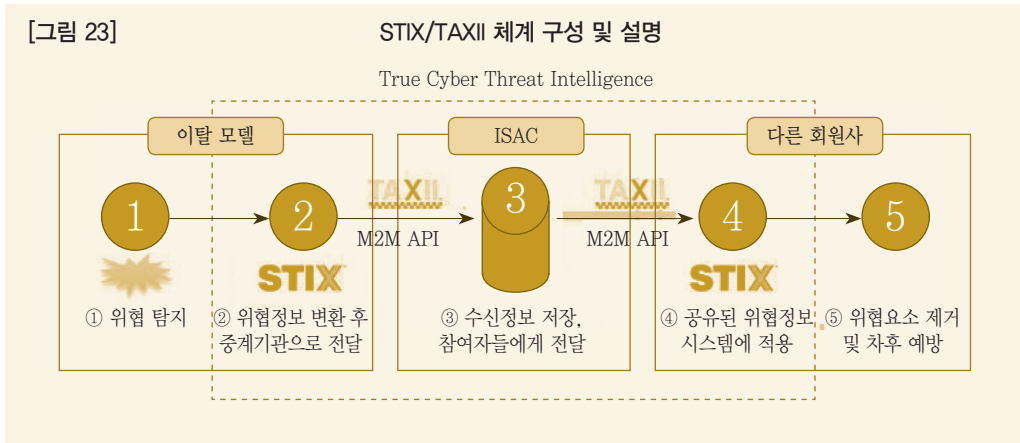 [그림 23]
STIX/TAXII 체계 구성 및 설명
True Cyber Threat Intelligence
이탈 모델
ISAC
다른 회원사
1
2
TAXII
M2M API
3
TAXII
M2M API
4
5
STIX
STIX
① 위협 탐지
② 위협정보 변환 후
중계기관으로 전달
③ 수신정보 저장,
참여자들에게 전달
④ 공유된 위협정보
시스템에 적용
⑤ 위협요소 제거
및 차후 예방